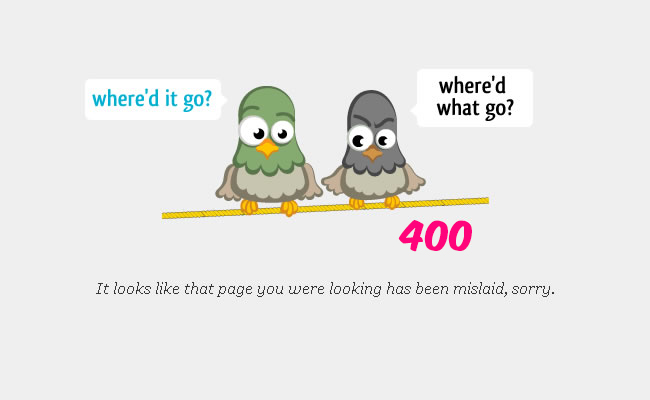 where'd it go?
where'd
what go?
400
It looks like that page you were looking has been mislaid, sorry.